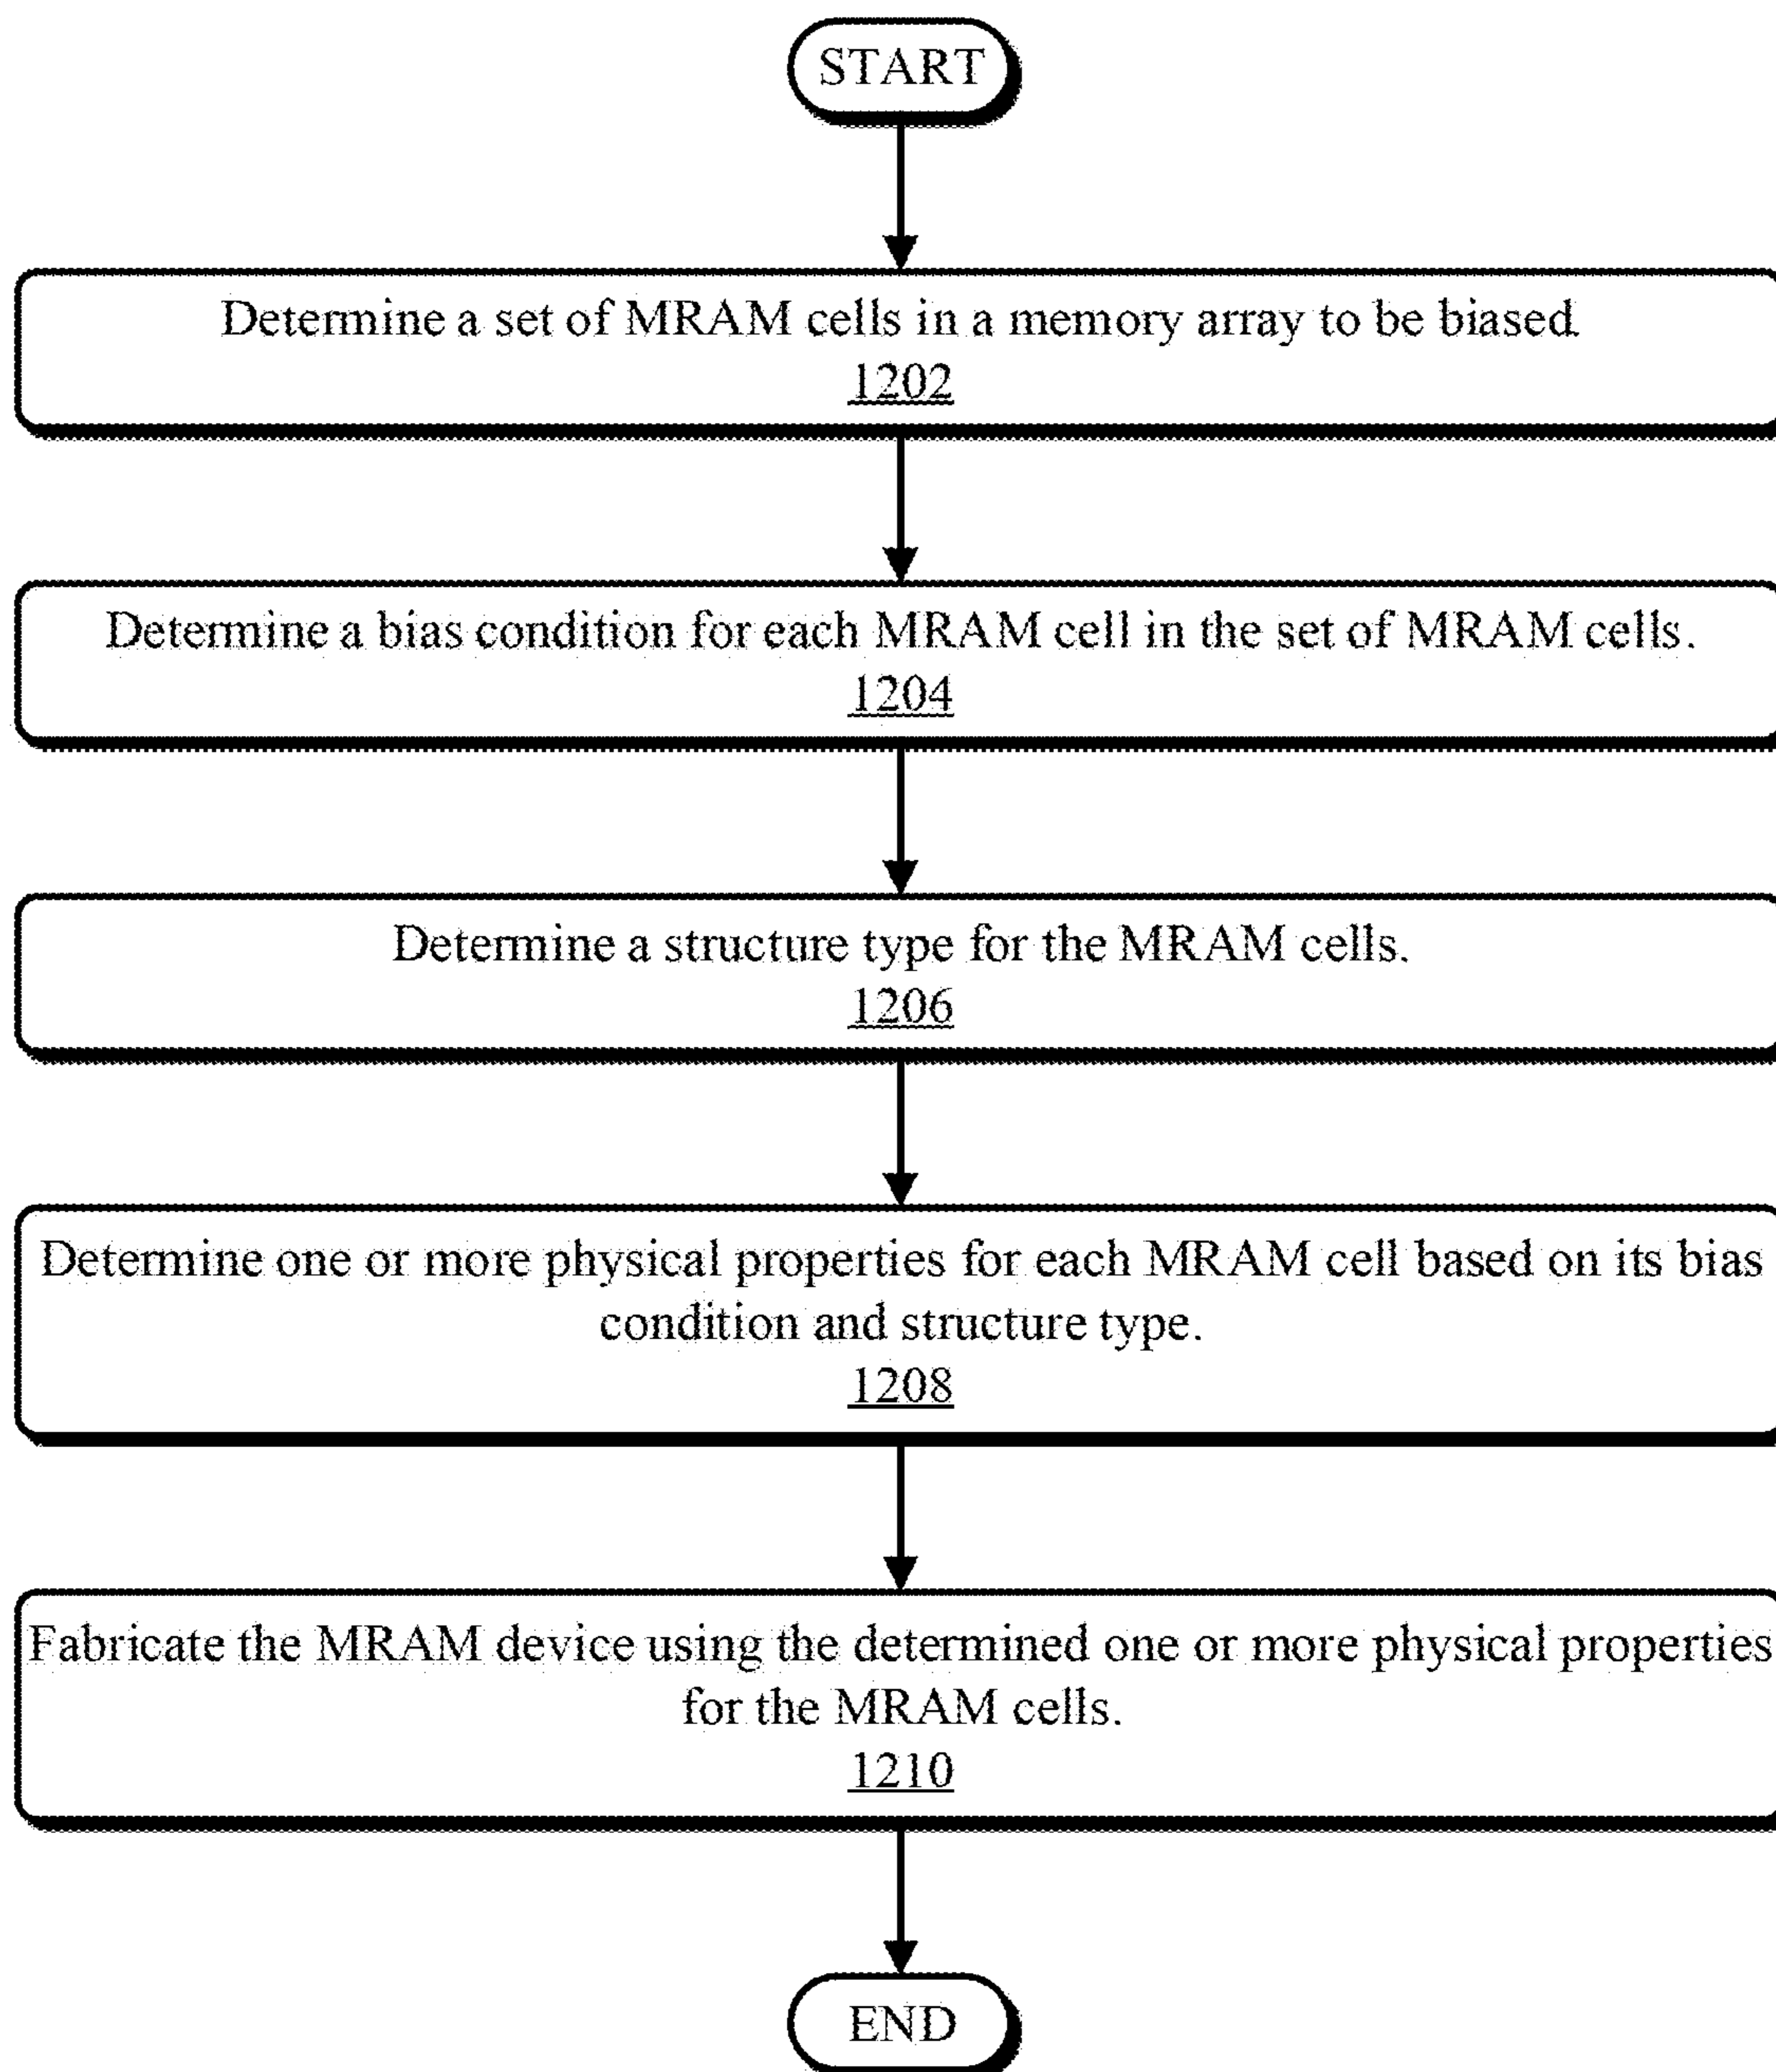 START
Determine a set of MRAM cells in a memory array to be biased.
1202
Determine a bias condition for each MRAM cell in the set of MRAM cells.
1204
Determine a structure type for the MRAM cells.
1206
Determine one or more physical properties for each MRAM cell based on its bias
condition and structure type.
1208
Fabricate the MRAM device using the determined one or more physical properties
for the MRAM cells.
1210
END